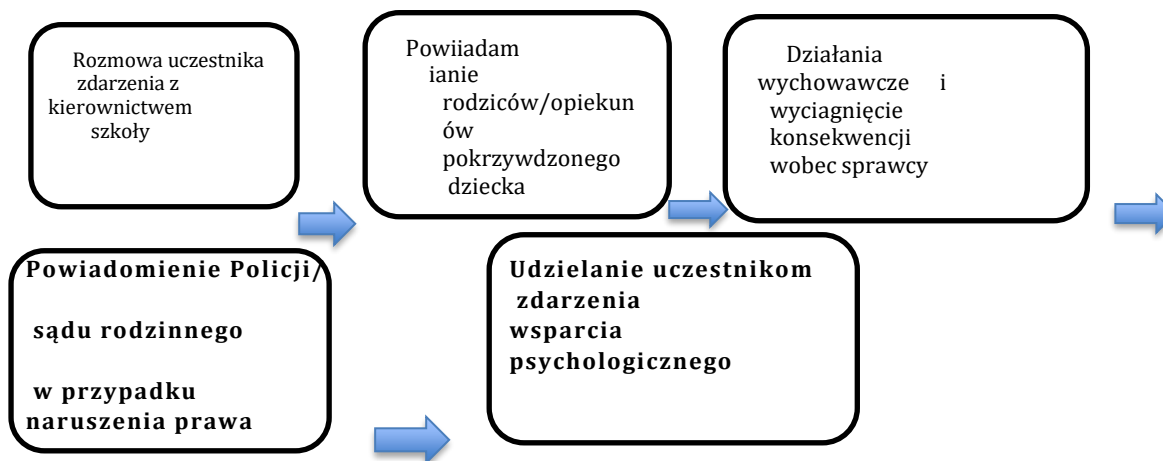 Rozmowa uczestnika
zdarzenia z
kierownictwem
szkoły
Powiiadam
ianie
rodziców/opiekun
ów
pokrzywdzonego
dziecka
Działania
wychowawcze i
wyciagnięcie
konsekwencji
wobec sprawcy
Powiadomienie Policji/
sądu rodzinnego
w przypadku
naruszenia prawa
Udzielanie uczestnikom
zdarzenia
wsparcia
psychologicznego